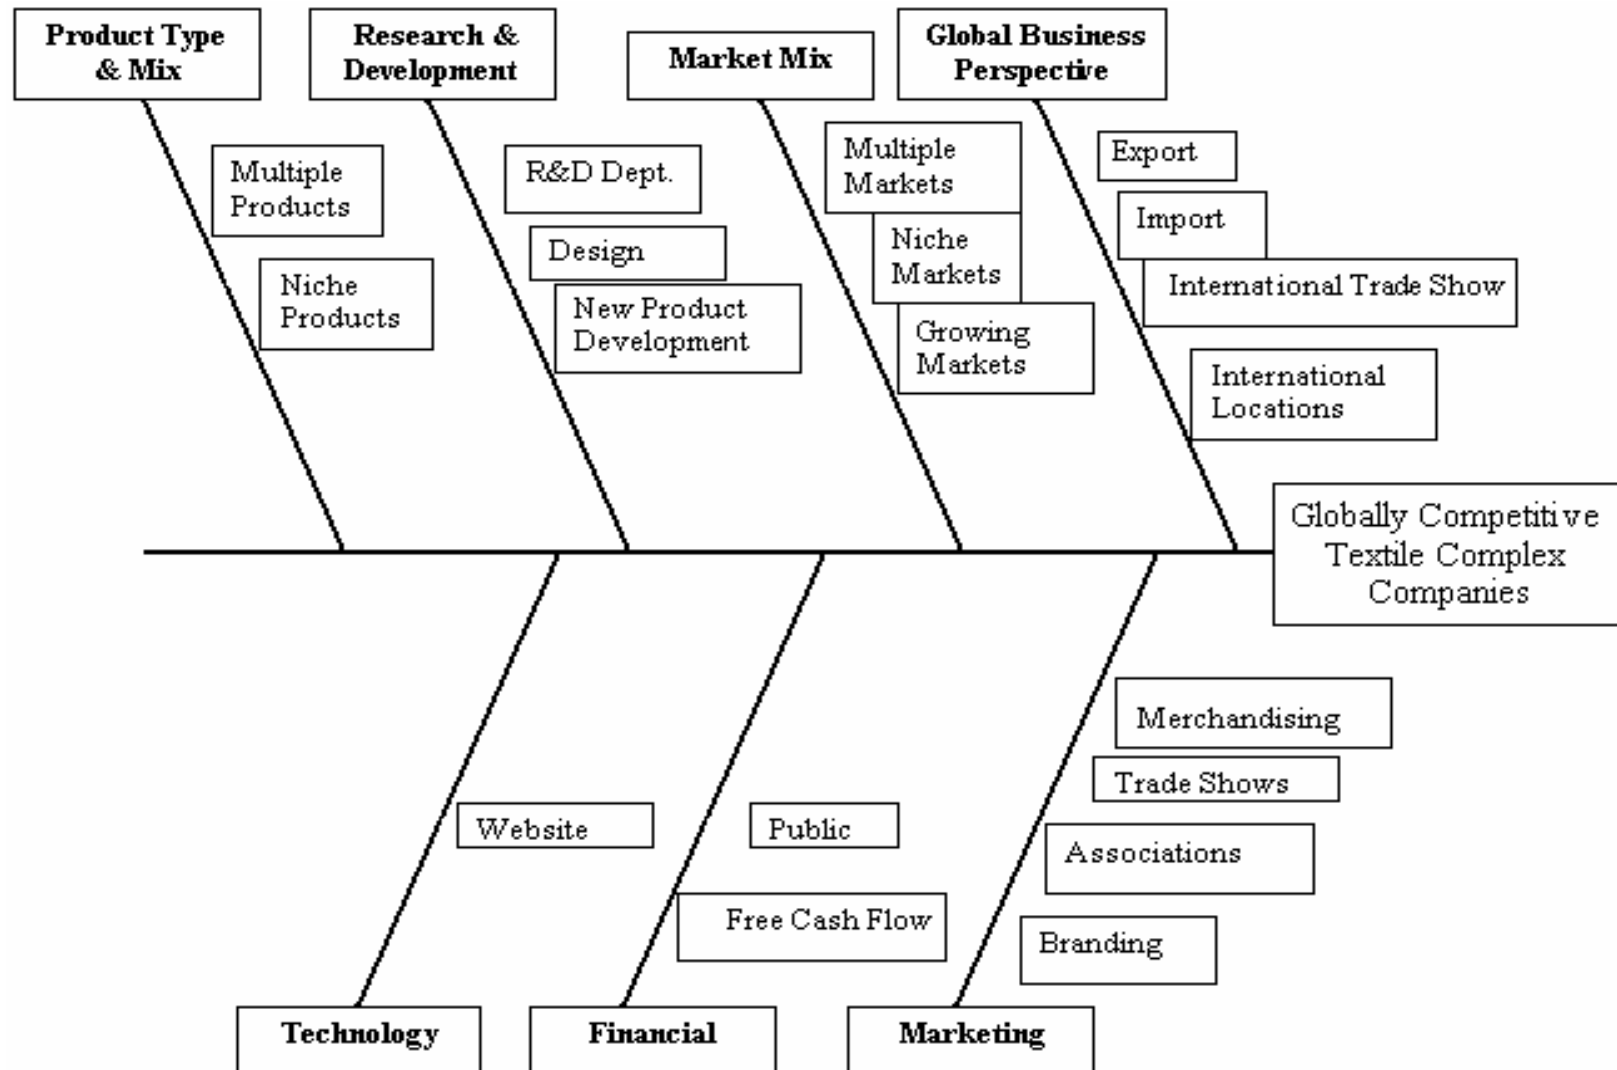 Product Type
& Mix
Research &
Development
Market Mix
Global Business
Perspective
Multiple
Products
Niche
Products
R&D Dept.
Design
New Product
Development
Multiple
Markets
Niche
Markets
Growing
Markets
Export
Import
International Trade Show
International
Locations
Globally Competitive
Textile Complex
Companies
Website
Public
Free Cash Flow
Merchandising
Trade Shows
Associations
Branding
Technology
Financial
Marketing